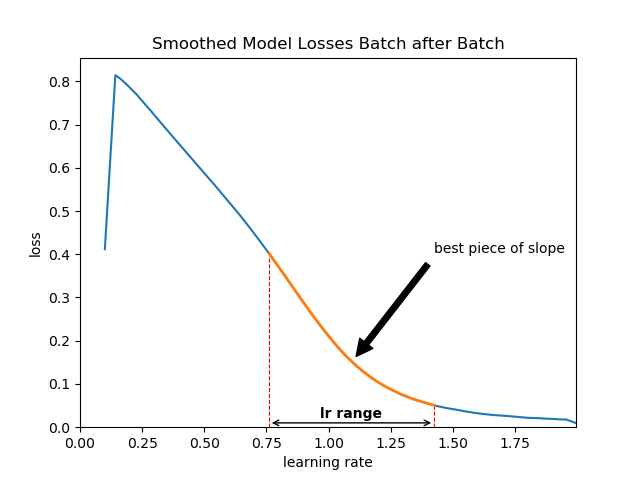 Smoothed Model Losses Batch after Batch
0.8
0.7
0.6
0.5
0.4
0.3
0.2
0.1
0.0
loss
best piece of slope
lr range
0.00 0.25 0.50 0.75 1.00 1.25 1.50 1.75
learning rate